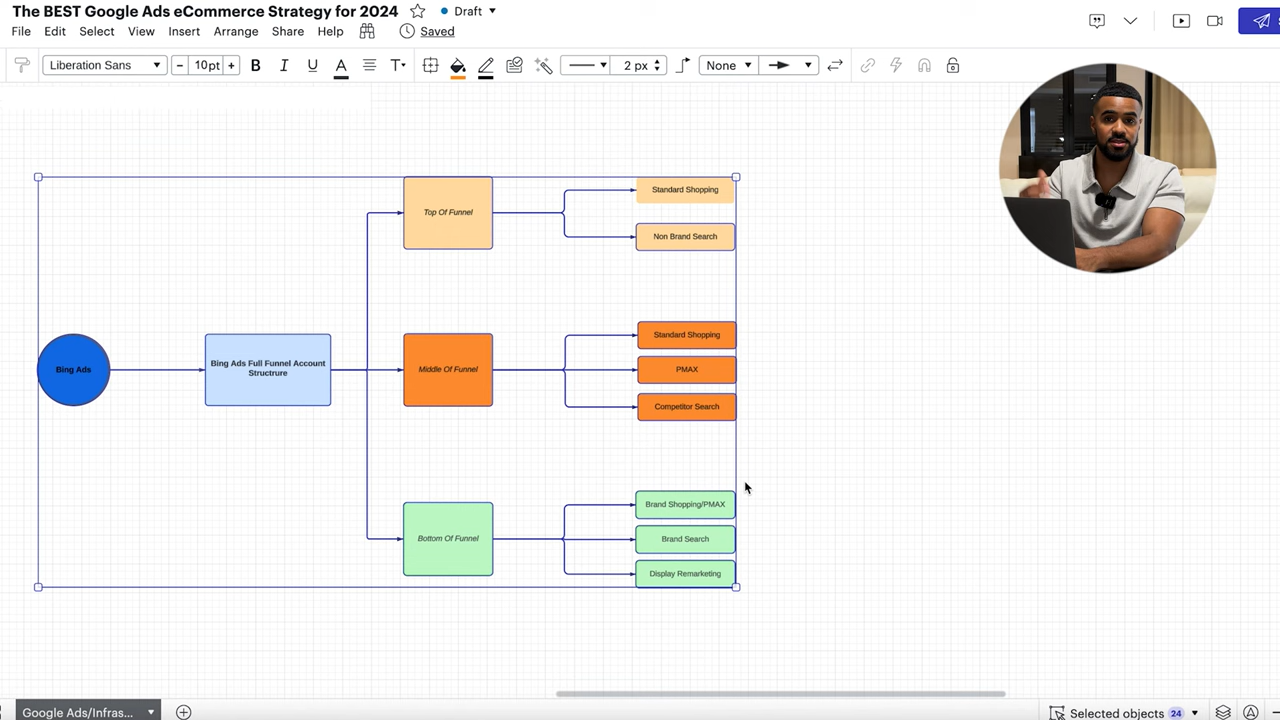 The BEST Google Ads eCommerce Strategy for 2024
Draft
File Edit Select View Insert Arrange Share Help Saved
Liberation Sans 10pt B I U A T 2 px None
Standard Shopping
Top Of Funnel
Non Brand Search
Standard Shopping
Bing Ads
Bing Ads Full Funnel Account
Structrure
Middle Of Funnel
PMAX
Competitor Search
Brand Shopping/PMAX
Bottom Of Funnel
Brand Search
Display Remarketing
Google Ads/Infras...
Selected objects 24